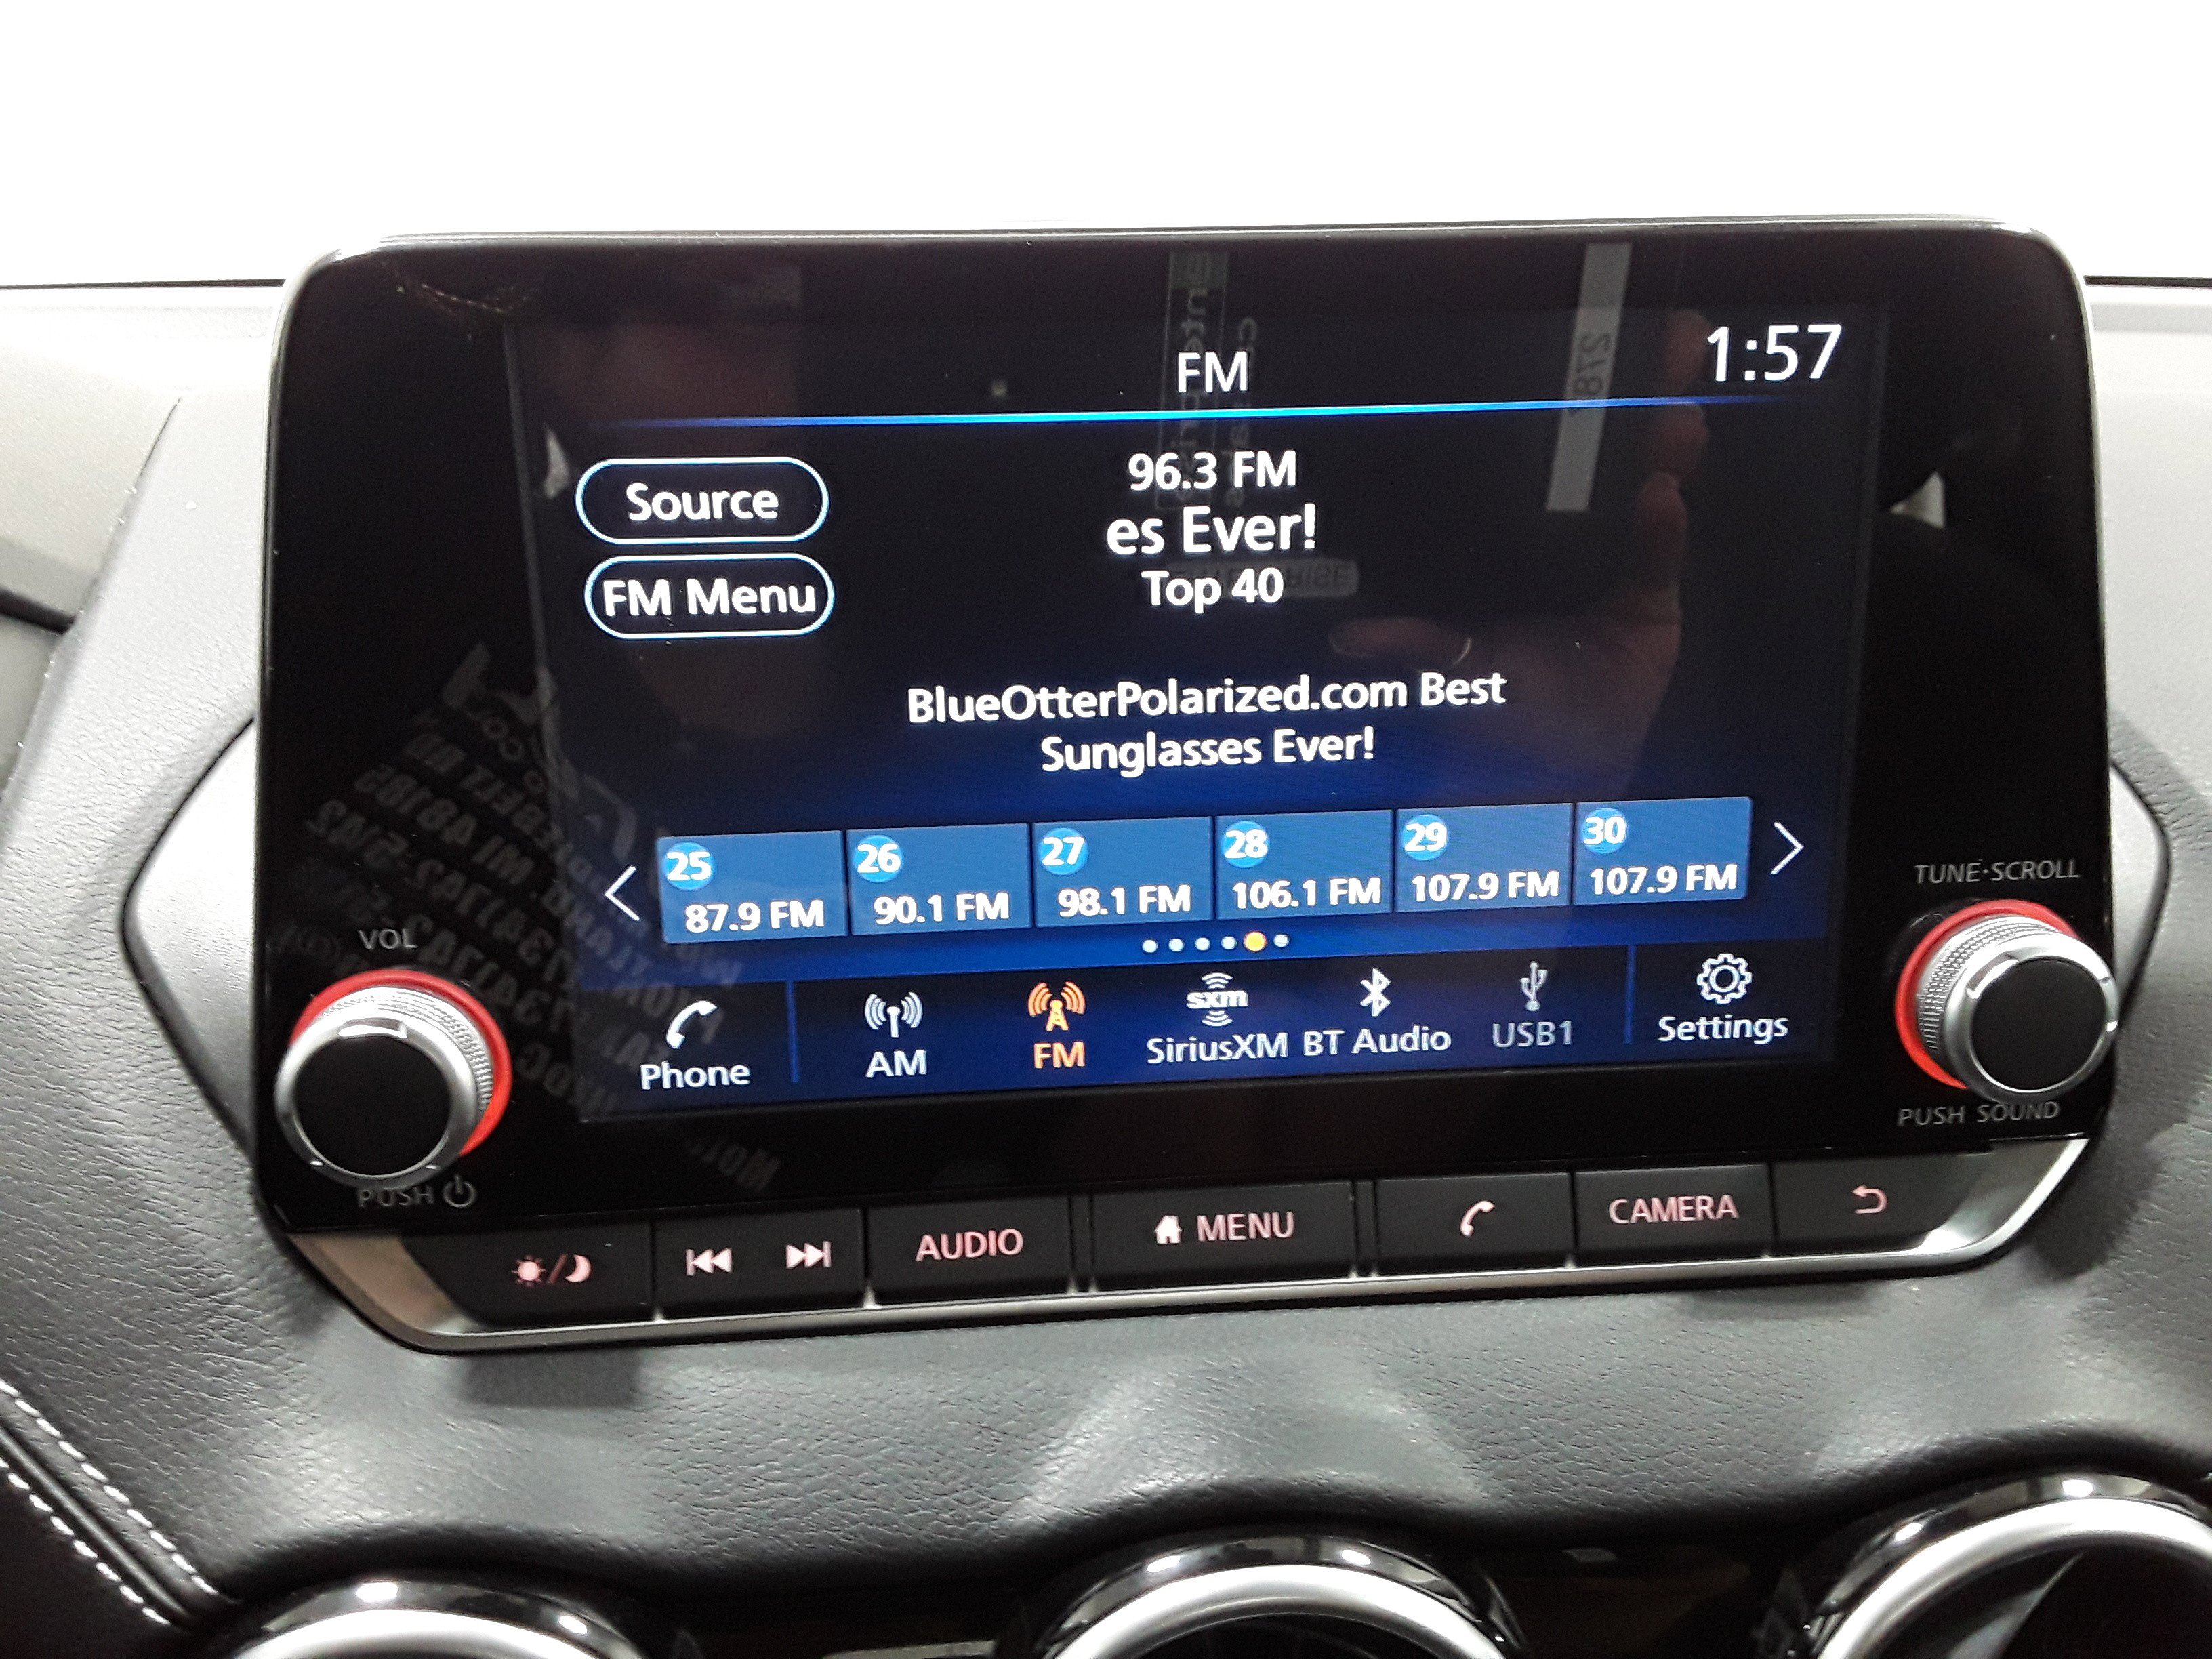 FM
1:57
Source
FM Menu
96.3 FM
es Ever!
Top 40
BlueOtterPolarized.com Best
Sunglasses Ever!
25
87.9 FM
26
90.1 FM
27
98.1 FM
28
106.1 FM
29
107.9 FM
30
107.9 FM
Phone
AM
FM
sxm
SiriusXM
BT Audio
USB1
Settings
VOL
PUSH
TUNE·SCROLL
PUSH SOUND
AUDIO
MENU
CAMERA